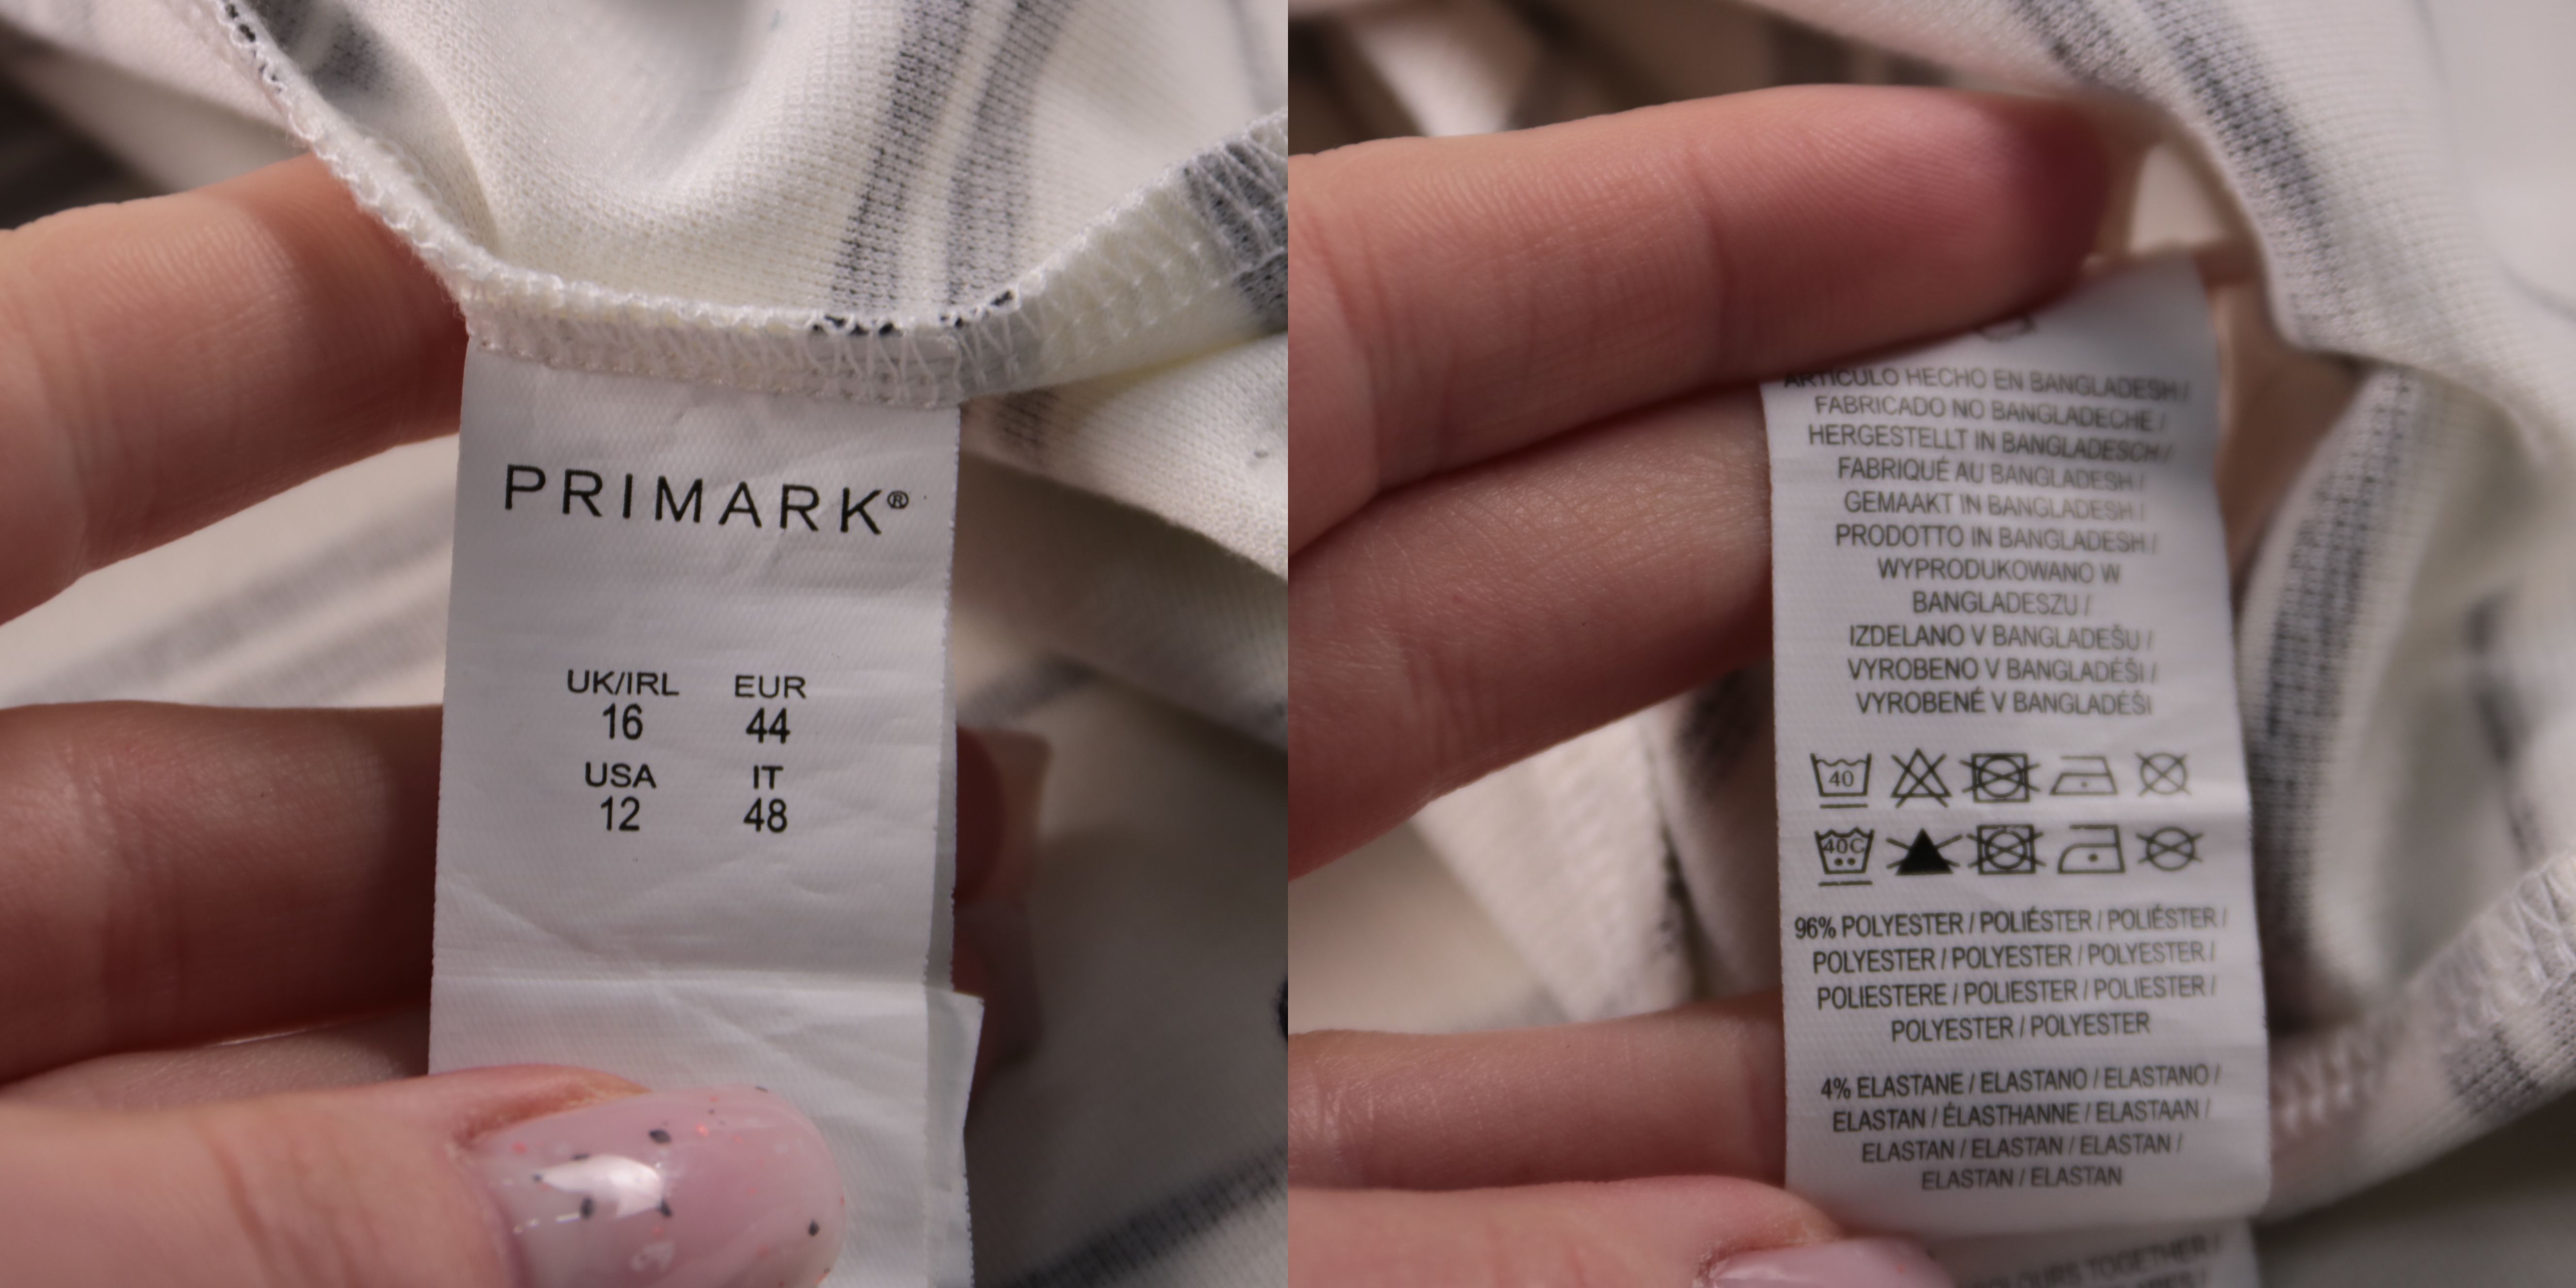 PRIMARK®
UK/IRL EUR
16 44
USA IT
12 48
ARTÍCULO HECHO EN BANGLADESH /
FABRICADO NO BANGLADECHE /
HERGESTELLT IN BANGLADESCH /
FABRIQUÉ AU BANGLADESH /
GEMAAKT IN BANGLADESH /
PRODOTTO IN BANGLADESH /
WYPRODUKOWANO W
BANGLADESZU /
IZDELANO V BANGLADEŠU /
VYROBENO V BANGLADÉŠI /
VYROBENÉ V BANGLADÉŠI
40
40C
96% POLYESTER / POLIÉSTER / POLIÉSTER /
POLYESTER / POLYESTER / POLYESTER /
POLIESTERE / POLIESTER / POLIESTER /
POLYESTER / POLYESTER
4% ELASTANE / ELASTANO / ELASTANO /
ELASTAN / ÉLASTHANNE / ELASTAAN /
ELASTAN / ELASTAN / ELASTAN /
ELASTAN / ELASTAN
COLOURS TOGETHER /